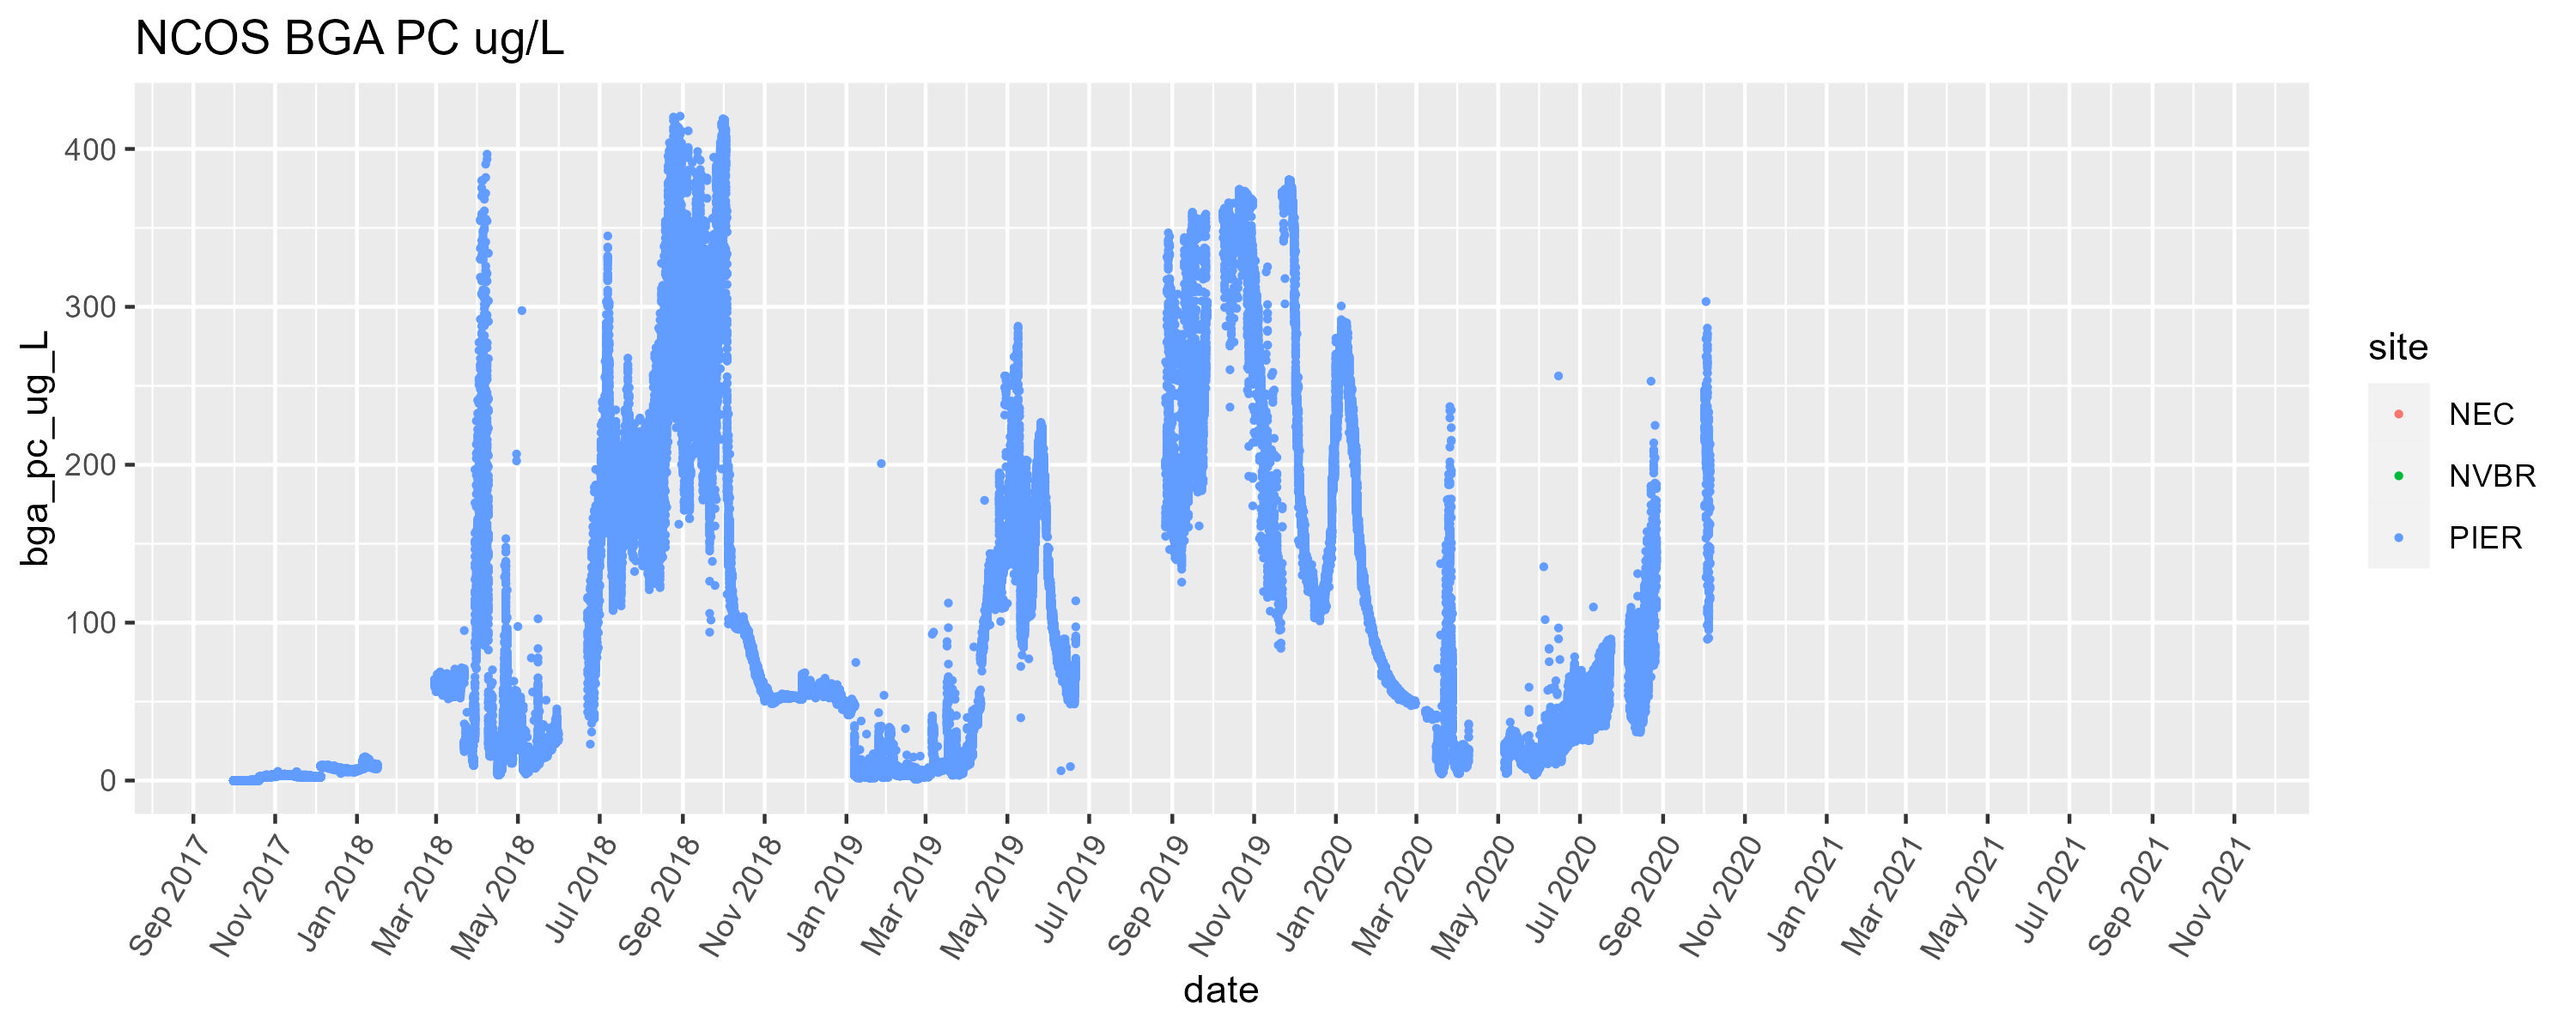 NCOS BGA PC ug/L
bga_pc_ug_L
400
300
200
100
0
Sep 2017
Nov 2017
Jan 2018
Mar 2018
May 2018
Jul 2018
Sep 2018
Nov 2018
Jan 2019
Mar 2019
May 2019
Jul 2019
Sep 2019
Nov 2019
Jan 2020
Mar 2020
May 2020
Jul 2020
Sep 2020
Nov 2020
Jan 2021
Mar 2021
May 2021
Jul 2021
Sep 2021
Nov 2021
date
site
NEC
NVBR
PIER